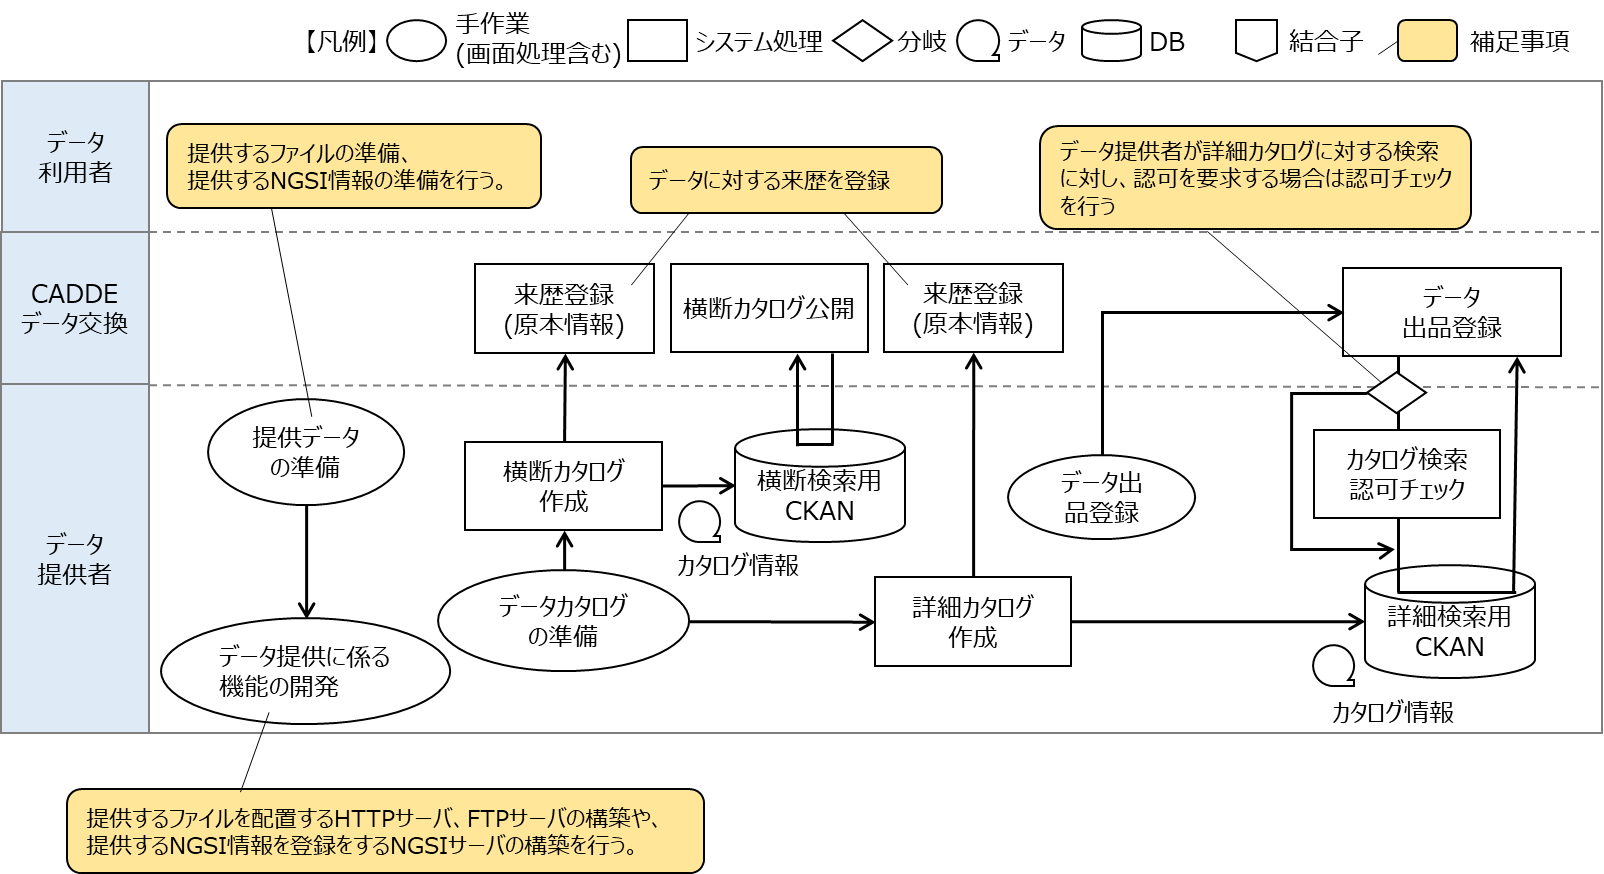 【凡例】
手作業
(画面処理含む)
システム処理
分岐
データ
DB
結合子
補足事項
データ
利用者
提供するファイルの準備、
提供するNGSI情報の準備を行う。
データに対する来歴を登録
データ提供者が詳細カタログに対する検索
に対し、認可を要求する場合は認可チェック
を行う
CADDE
データ交換
来歴登録
(原本情報)
横断カタログ公開
来歴登録
(原本情報)
データ
出品登録
データ
提供者
提供データ
の準備
横断カタログ
作成
横断検索用
CKAN
カタログ情報
データ出
品登録
カタログ検索
認可チェック
データカタログ
の準備
詳細カタログ
作成
詳細検索用
CKAN
カタログ情報
データ提供に係る
機能の開発
提供するファイルを配置するHTTPサーバ、FTPサーバの構築や、
提供するNGSI情報を登録をするNGSIサーバの構築を行う。